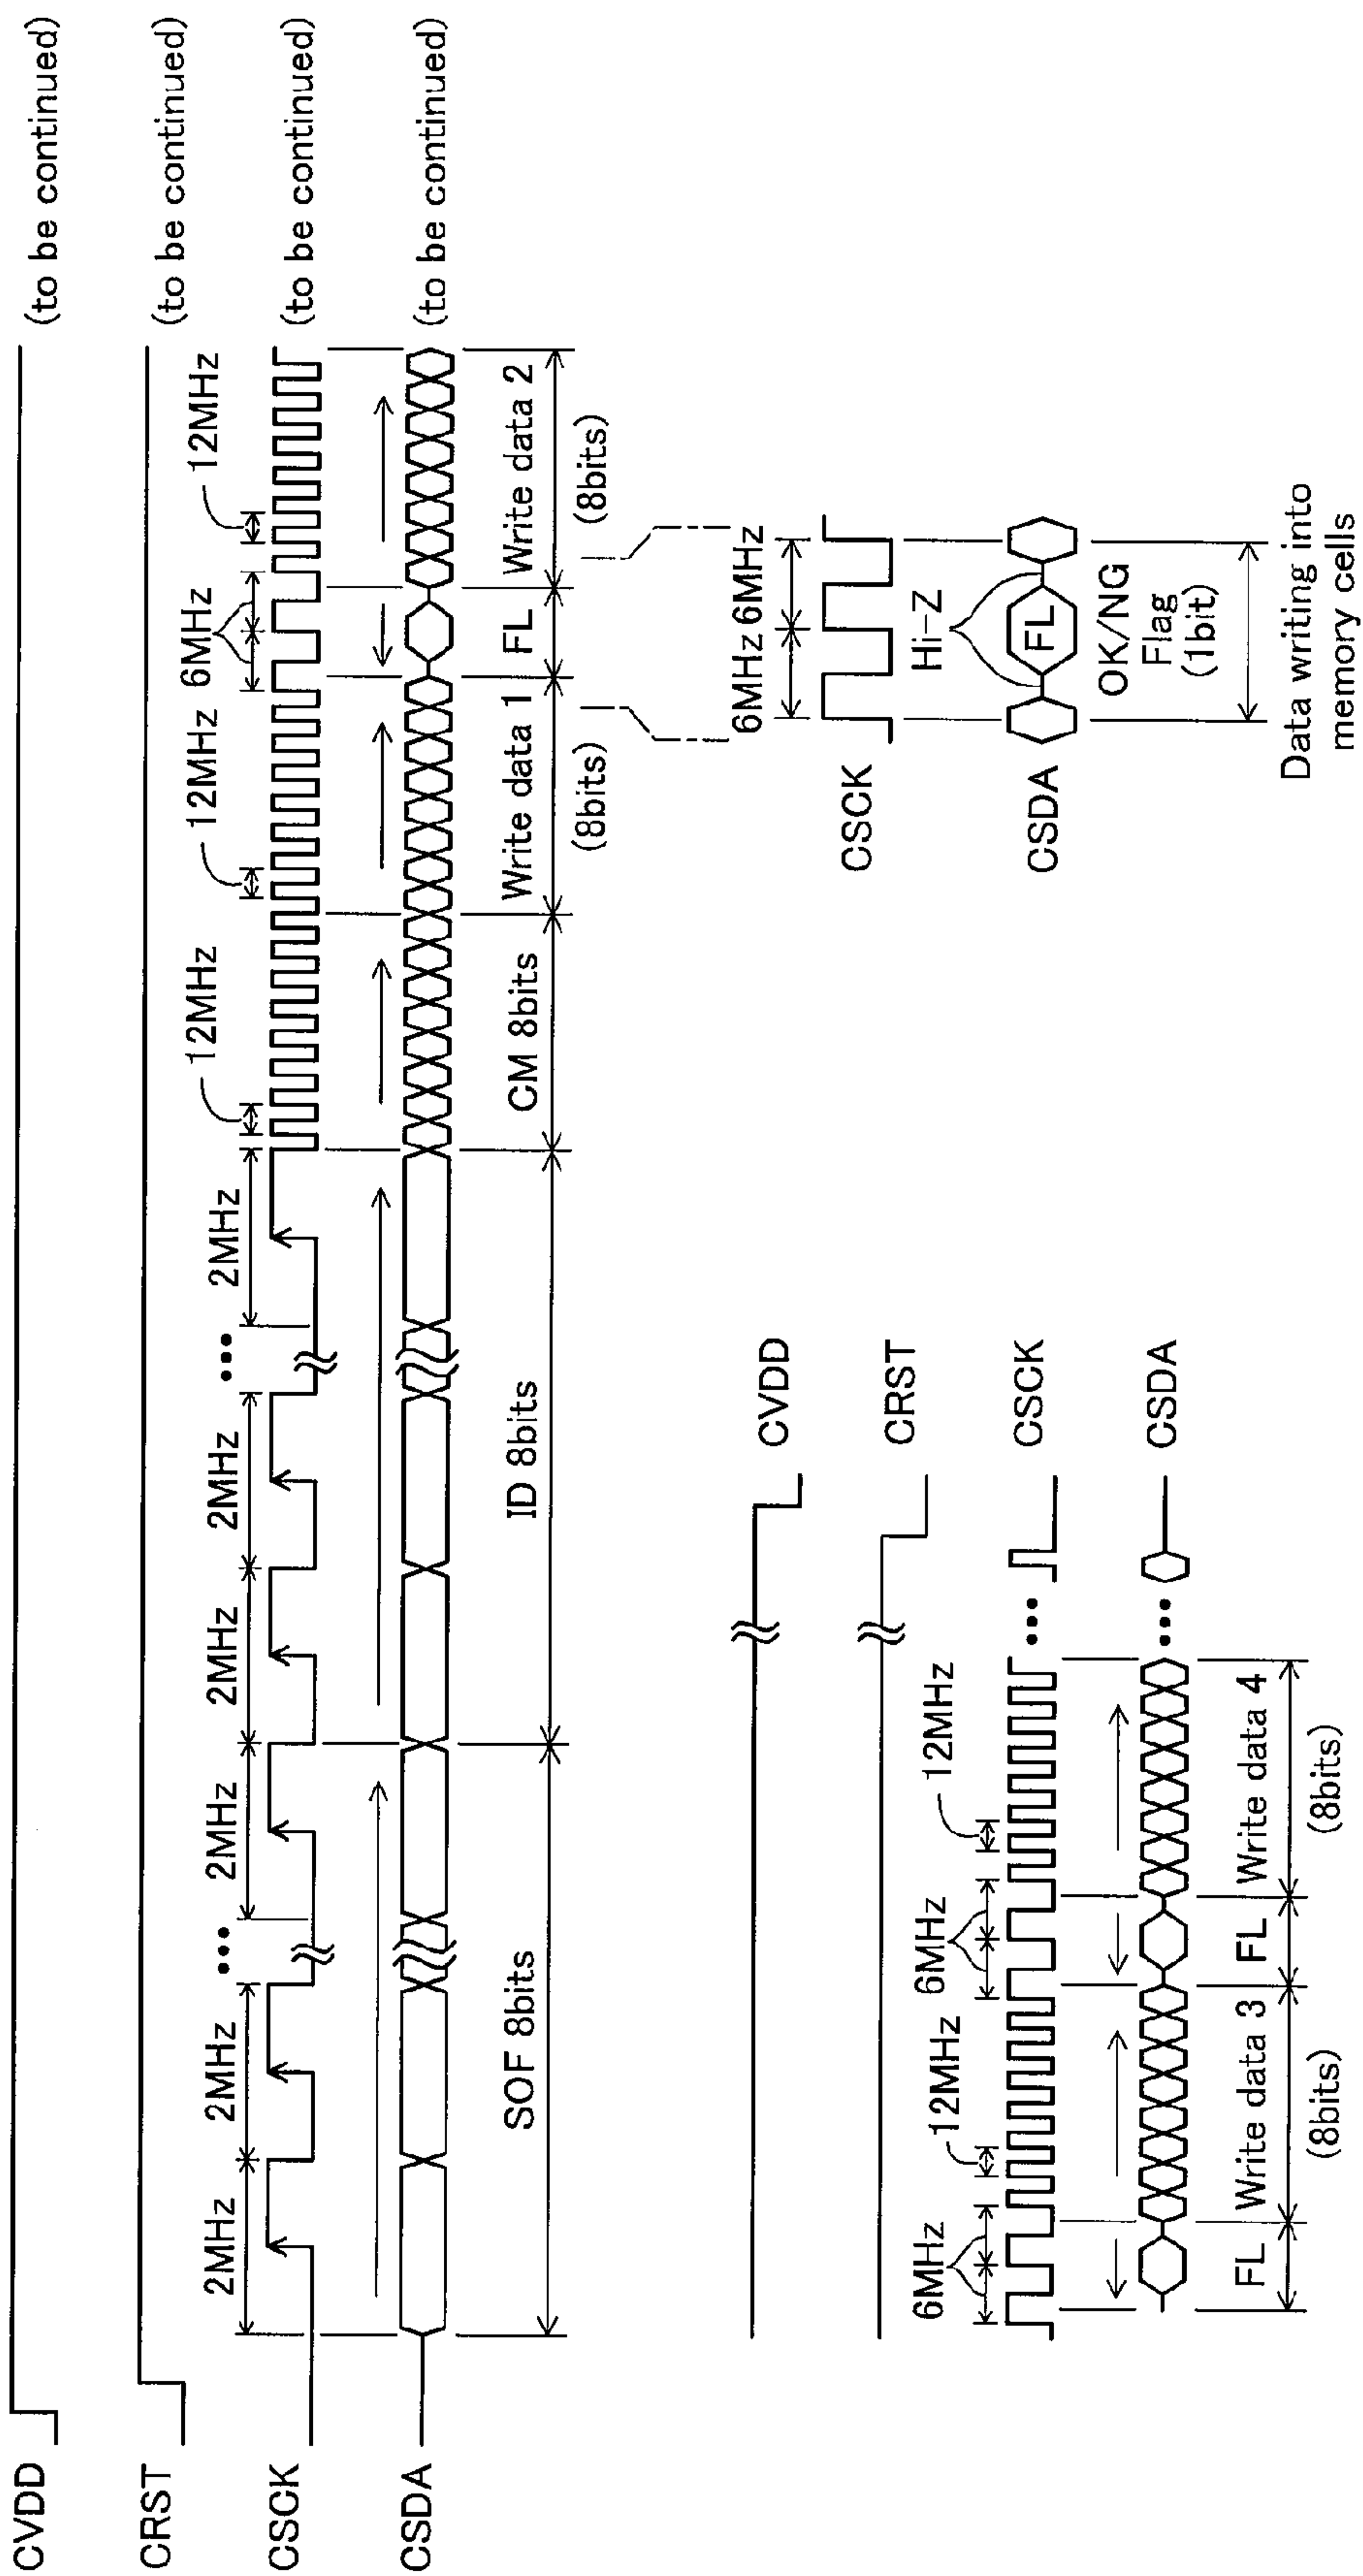 CVDD (to be continued)
CRST (to be continued)
CSCK 2MHz 2MHz ••• 2MHz 2MHz 2MHz ••• 2MHz 12MHz 12MHz 6MHz 12MHz (to be continued)
CSDA (to be continued)
SOF 8bits ID 8bits CM 8bits Write data 1 FL Write data 2
(8bits) (8bits)
CVDD
CRST
6MHz 12MHz 6MHz 12MHz
••• CSCK
••• CSDA
FL Write data 3 FL Write data 4
(8bits) (8bits)
6MHz 6MHz
CSCK
Hi-Z
CSDA FL
OK/NG
Flag
(1bit)
Data writing into
memory cells